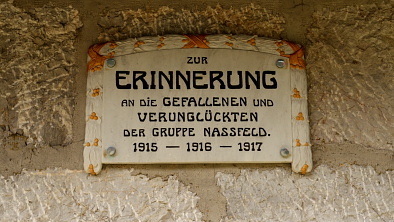 ZUR
ERINNERUNG
AN DIE GEFALLENEN UND
VERUNGLÜCKTEN
DER GRUPPE NASSFELD.
1915 — 1916 — 1917